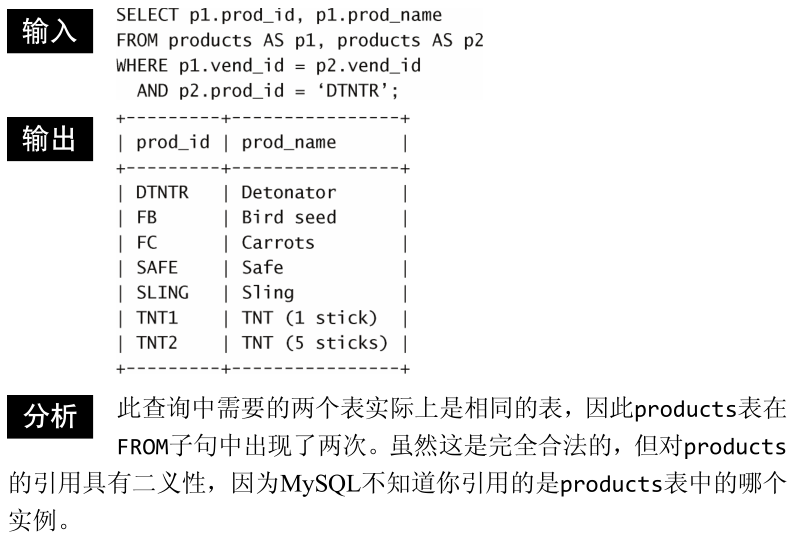 输入
SELECT p1.prod_id, p1.prod_name
FROM products AS p1, products AS p2
WHERE p1.vend_id = p2.vend_id
  AND p2.prod_id = ‘DTNTR’;
输出
+---------+----------------+
| prod_id | prod_name      |
+---------+----------------+
| DTNTR   | Detonator      |
| FB      | Bird seed      |
| FC      | Carrots        |
| SAFE    | Safe           |
| SLING   | Sling          |
| TNT1    | TNT (1 stick)  |
| TNT2    | TNT (5 sticks) |
+---------+----------------+
分析
此查询中需要的两个表实际上是相同的表，因此products表在
FROM子句中出现了两次。虽然这是完全合法的，但对products
的引用具有二义性，因为MySQL不知道你引用的是products表中的哪个
实例。